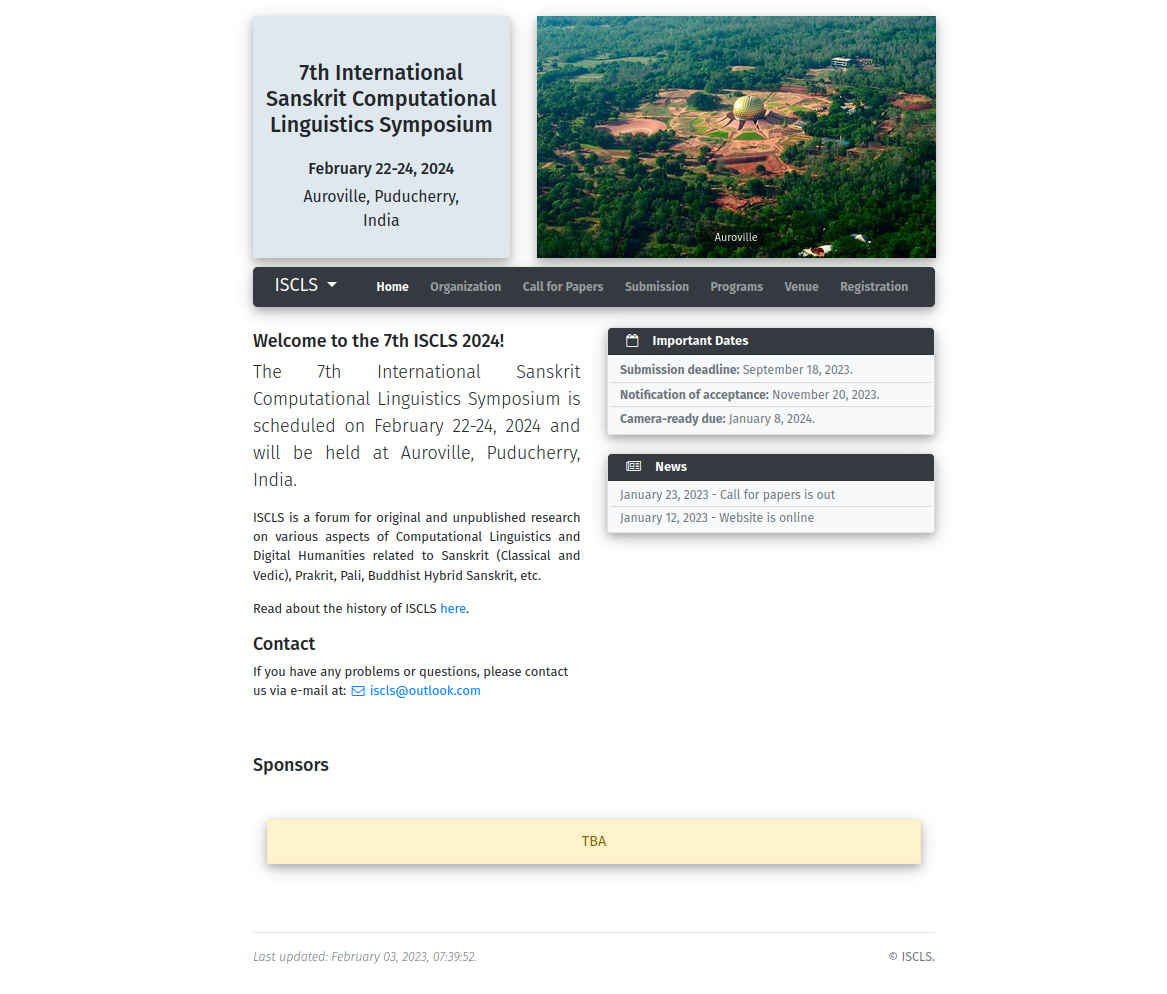 7th International
Sanskrit Computational
Linguistics Symposium
February 22-24, 2024
Auroville, Puducherry,
India
Auroville
ISCLS Home Organization Call for Papers Submission Programs Venue Registration
Welcome to the 7th ISCLS 2024!
The 7th International Sanskrit
Computational Linguistics Symposium is
scheduled on February 22-24, 2024 and
will be held at Auroville, Puducherry,
India.
ISCLS is a forum for original and unpublished research
on various aspects of Computational Linguistics and
Digital Humanities related to Sanskrit (Classical and
Vedic), Prakrit, Pali, Buddhist Hybrid Sanskrit, etc.
Read about the history of ISCLS here.
Contact
If you have any problems or questions, please contact
us via e-mail at: iscls@outlook.com
Important Dates
Submission deadline: September 18, 2023.
Notification of acceptance: November 20, 2023.
Camera-ready due: January 8, 2024.
News
January 23, 2023 - Call for papers is out
January 12, 2023 - Website is online
Sponsors
TBA
Last updated: February 03, 2023, 07:39:52.
© ISCLS.